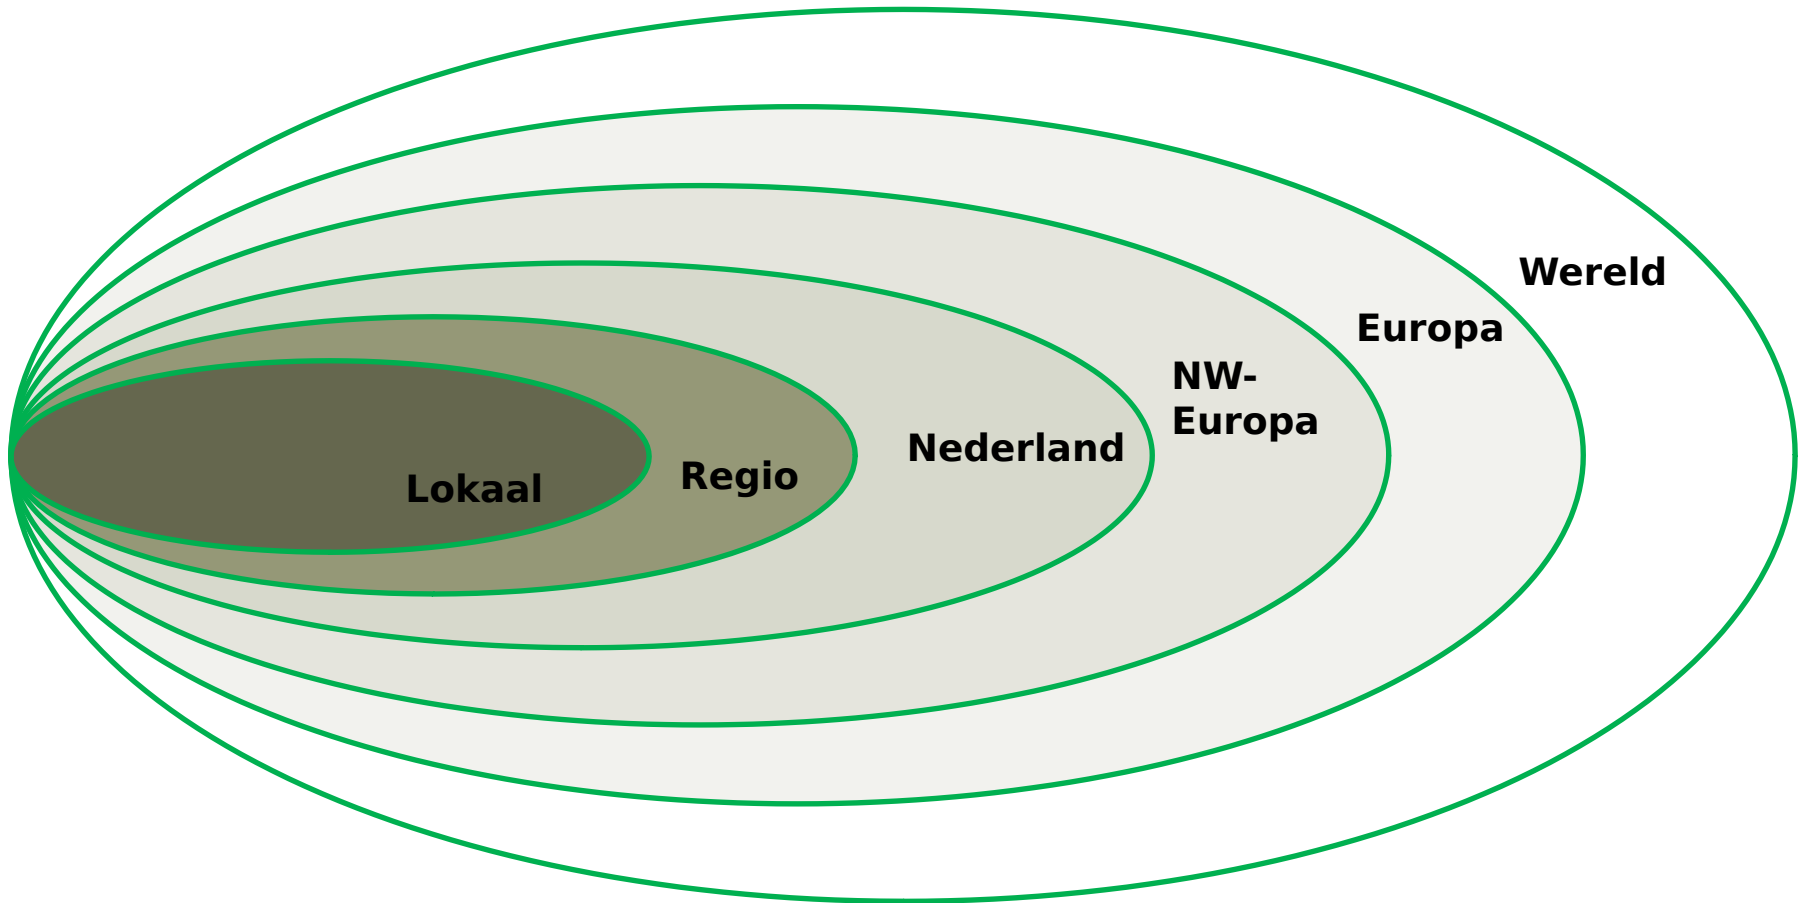 Wereld
Europa
NW-
Europa
Nederland
Regio
Lokaal